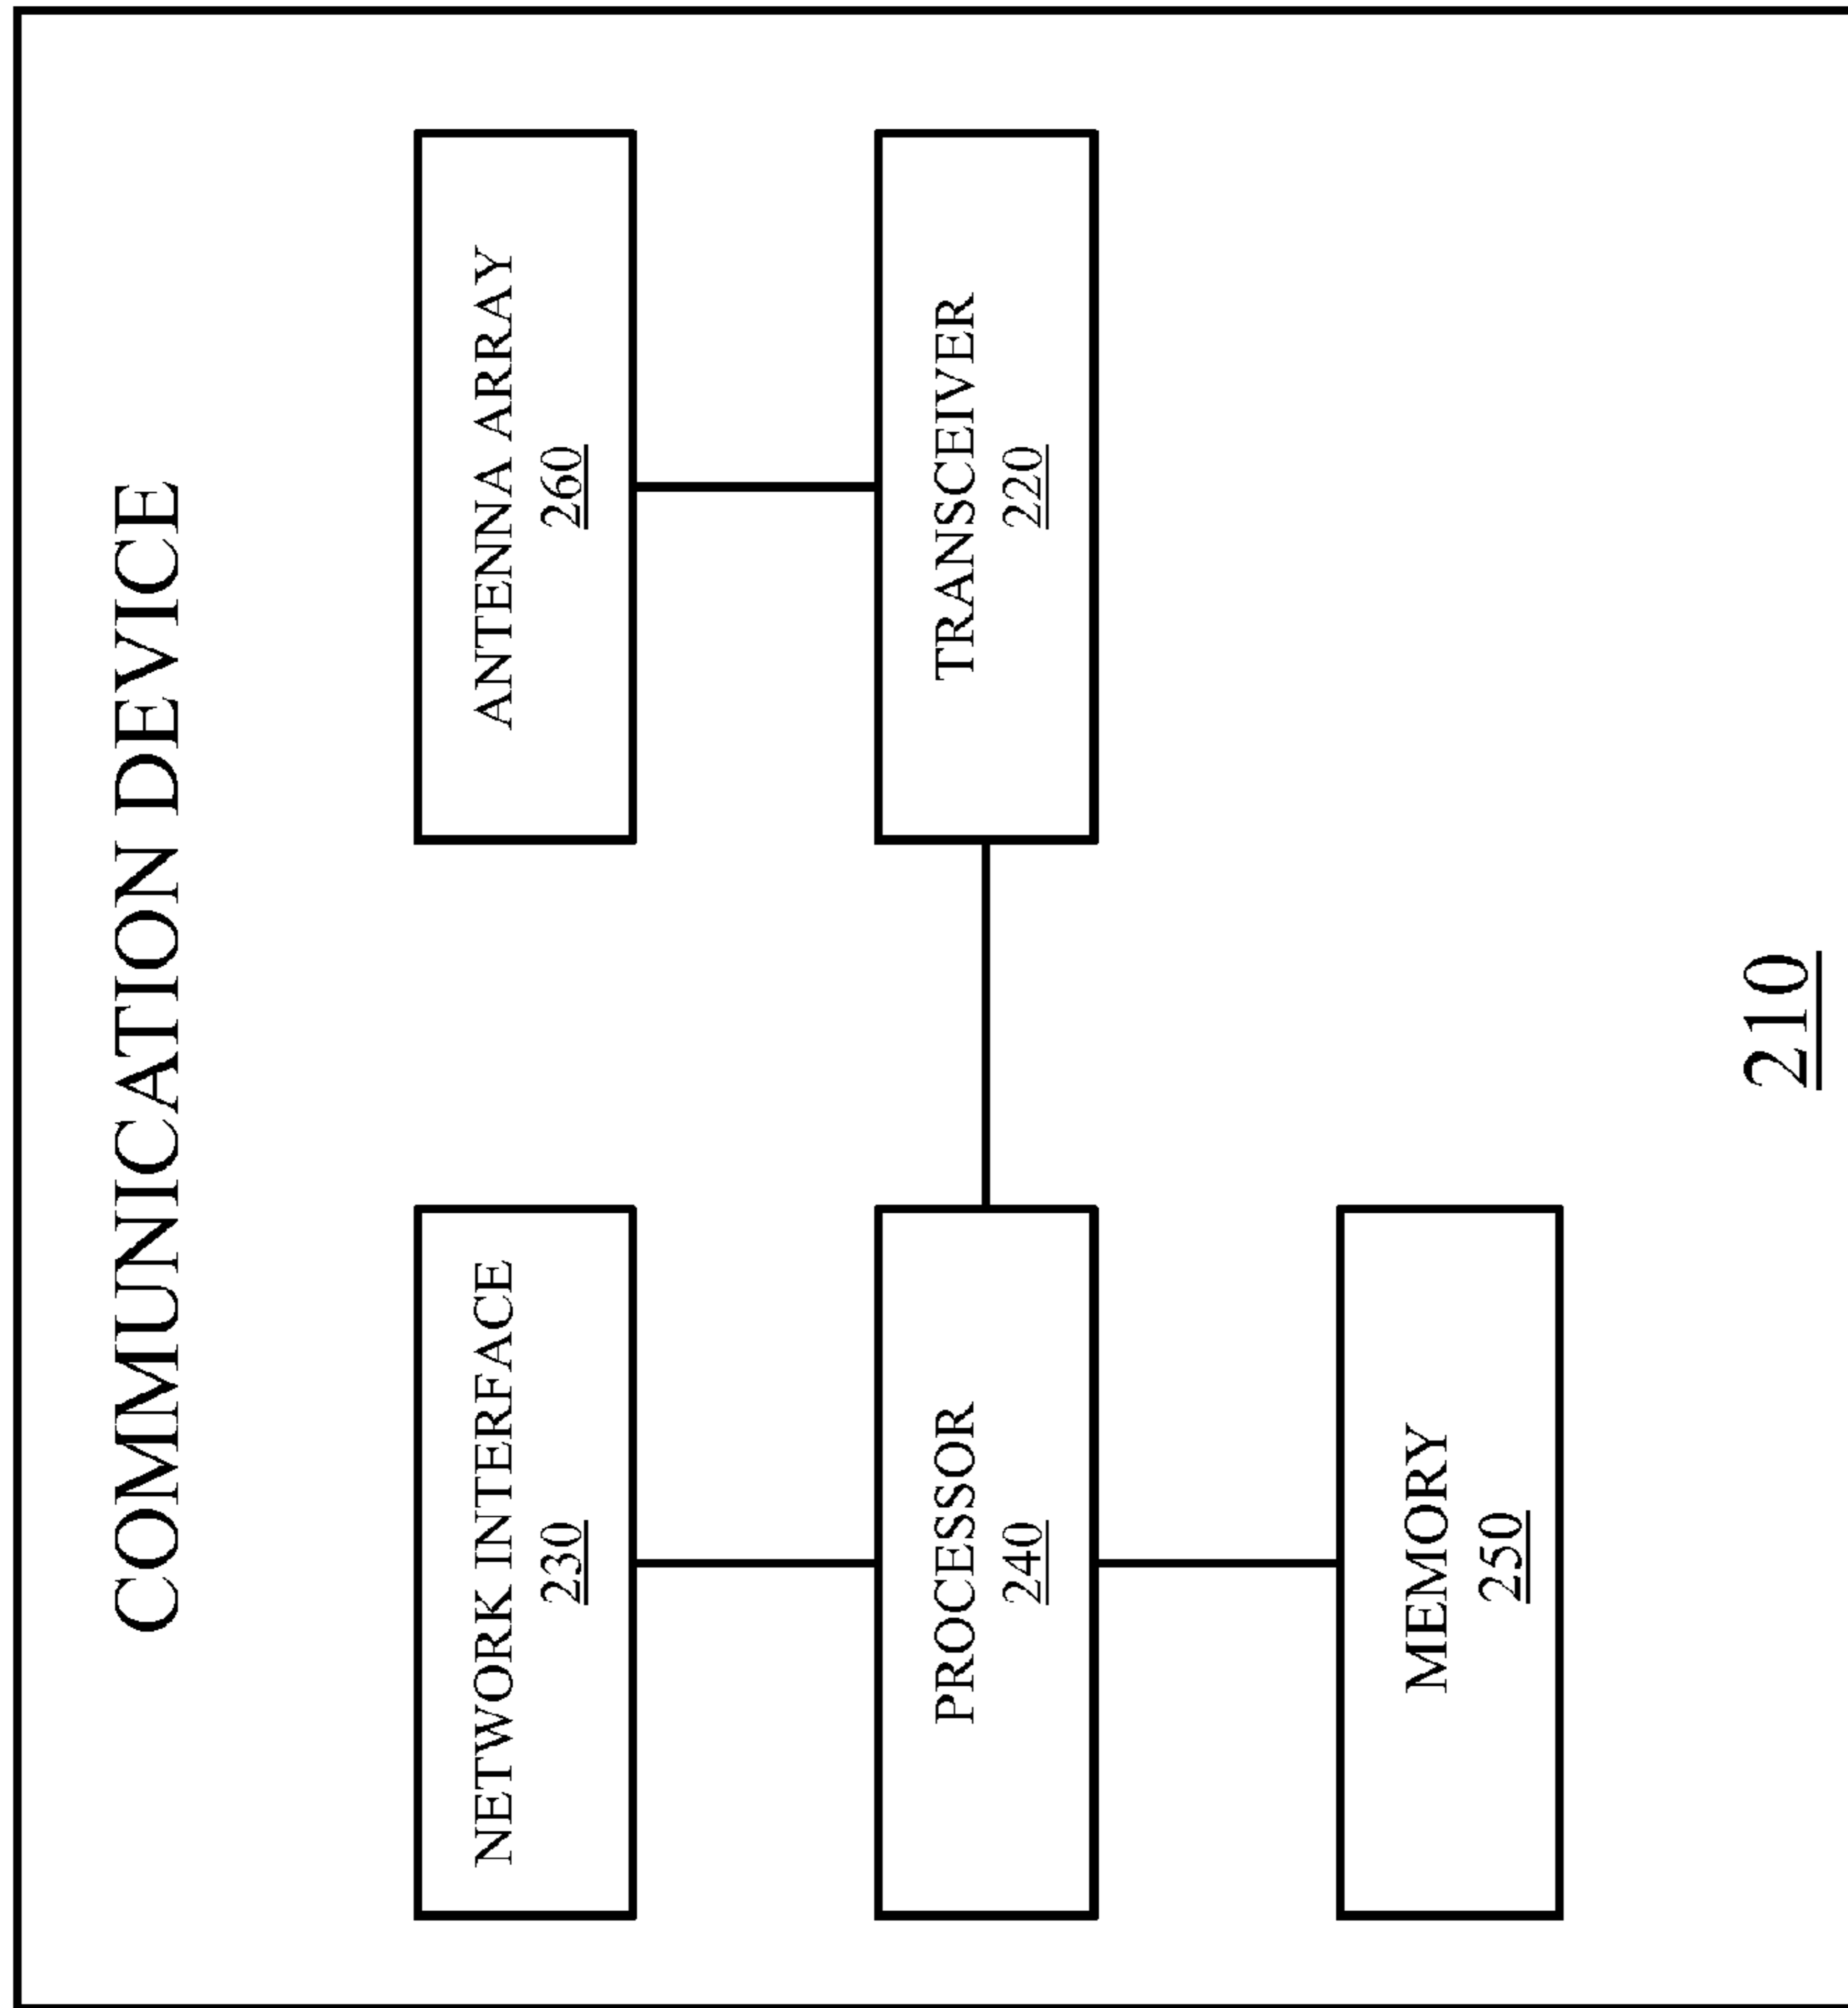 COMMUNICATION DEVICE
NETWORK INTERFACE
230
ANTENNA ARRAY
260
PROCESSOR
240
TRANSCEIVER
220
MEMORY
250
210